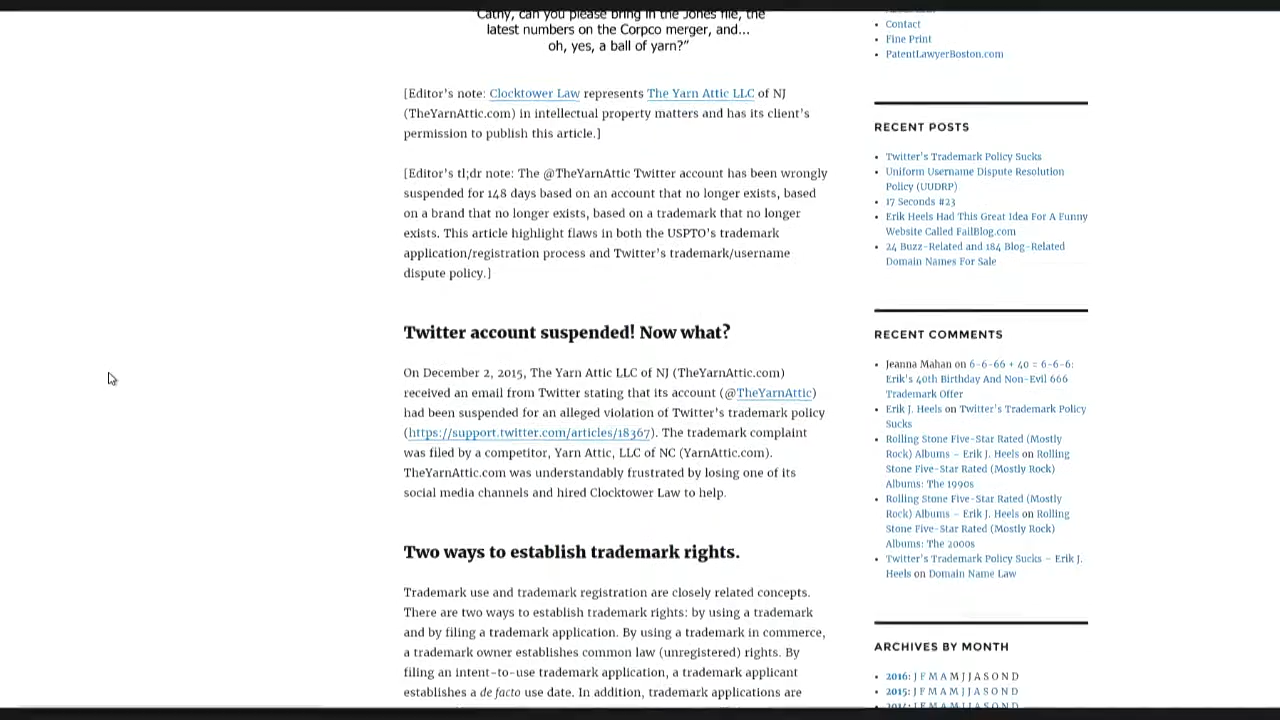 Cathy, can you please bring in the Jones file, the
latest numbers on the Corpco merger, and...
oh, yes, a ball of yarn?”
[Editor’s note: Clocktower Law represents The Yarn Attic LLC of NJ
(TheYarnAttic.com) in intellectual property matters and has its client’s
permission to publish this article.]
[Editor’s tl;dr note: The @TheYarnAttic Twitter account has been wrongly
suspended for 148 days based on an account that no longer exists, based
on a brand that no longer exists, based on a trademark that no longer
exists. This article highlight flaws in both the USPTO’s trademark
application/registration process and Twitter’s trademark/username
dispute policy.]
Twitter account suspended! Now what?
On December 2, 2015, The Yarn Attic LLC of NJ (TheYarnAttic.com)
received an email from Twitter stating that its account (@TheYarnAttic)
had been suspended for an alleged violation of Twitter’s trademark policy
(https://support.twitter.com/articles/18367). The trademark complaint
was filed by a competitor, Yarn Attic, LLC of NC (YarnAttic.com).
TheYarnAttic.com was understandably frustrated by losing one of its
social media channels and hired Clocktower Law to help.
Two ways to establish trademark rights.
Trademark use and trademark registration are closely related concepts.
There are two ways to establish trademark rights: by using a trademark
and by filing a trademark application. By using a trademark in commerce,
a trademark owner establishes common law (unregistered) rights. By
filing an intent-to-use trademark application, a trademark applicant
establishes a de facto use date. In addition, trademark applications are
Contact
Fine Print
PatentLawyerBoston.com
RECENT POSTS
Twitter’s Trademark Policy Sucks
Uniform Username Dispute Resolution
Policy (UUDRP)
17 Seconds #23
Erik Heels Had This Great Idea For A Funny
Website Called FailBlog.com
24 Buzz-Related and 184 Blog-Related
Domain Names For Sale
RECENT COMMENTS
Jeanna Mahan on 6-6-66 + 40 = 6-6-6:
Erik’s 40th Birthday And Non-Evil 666
Trademark Offer
Erik J. Heels on Twitter’s Trademark Policy
Sucks
Rolling Stone Five-Star Rated (Mostly
Rock) Albums – Erik J. Heels on Rolling
Stone Five-Star Rated (Mostly Rock)
Albums: The 1990s
Rolling Stone Five-Star Rated (Mostly
Rock) Albums – Erik J. Heels on Rolling
Stone Five-Star Rated (Mostly Rock)
Albums: The 2000s
Twitter’s Trademark Policy Sucks – Erik J.
Heels on Domain Name Law
ARCHIVES BY MONTH
2016: J F M A M J J A S O N D
2015: J F M A M J J A S O N D
2014: J F M A M J J A S O N D